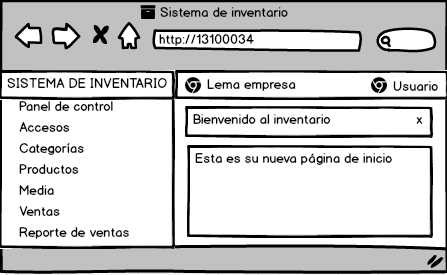 Sistema de inventario
http://13100034
SISTEMA DE INVENTARIO
Lema empresa
Usuario
Panel de control
Accesos
Categorías
Productos
Media
Ventas
Reporte de ventas
Bienvenido al inventario x
Esta es su nueva página de inicio